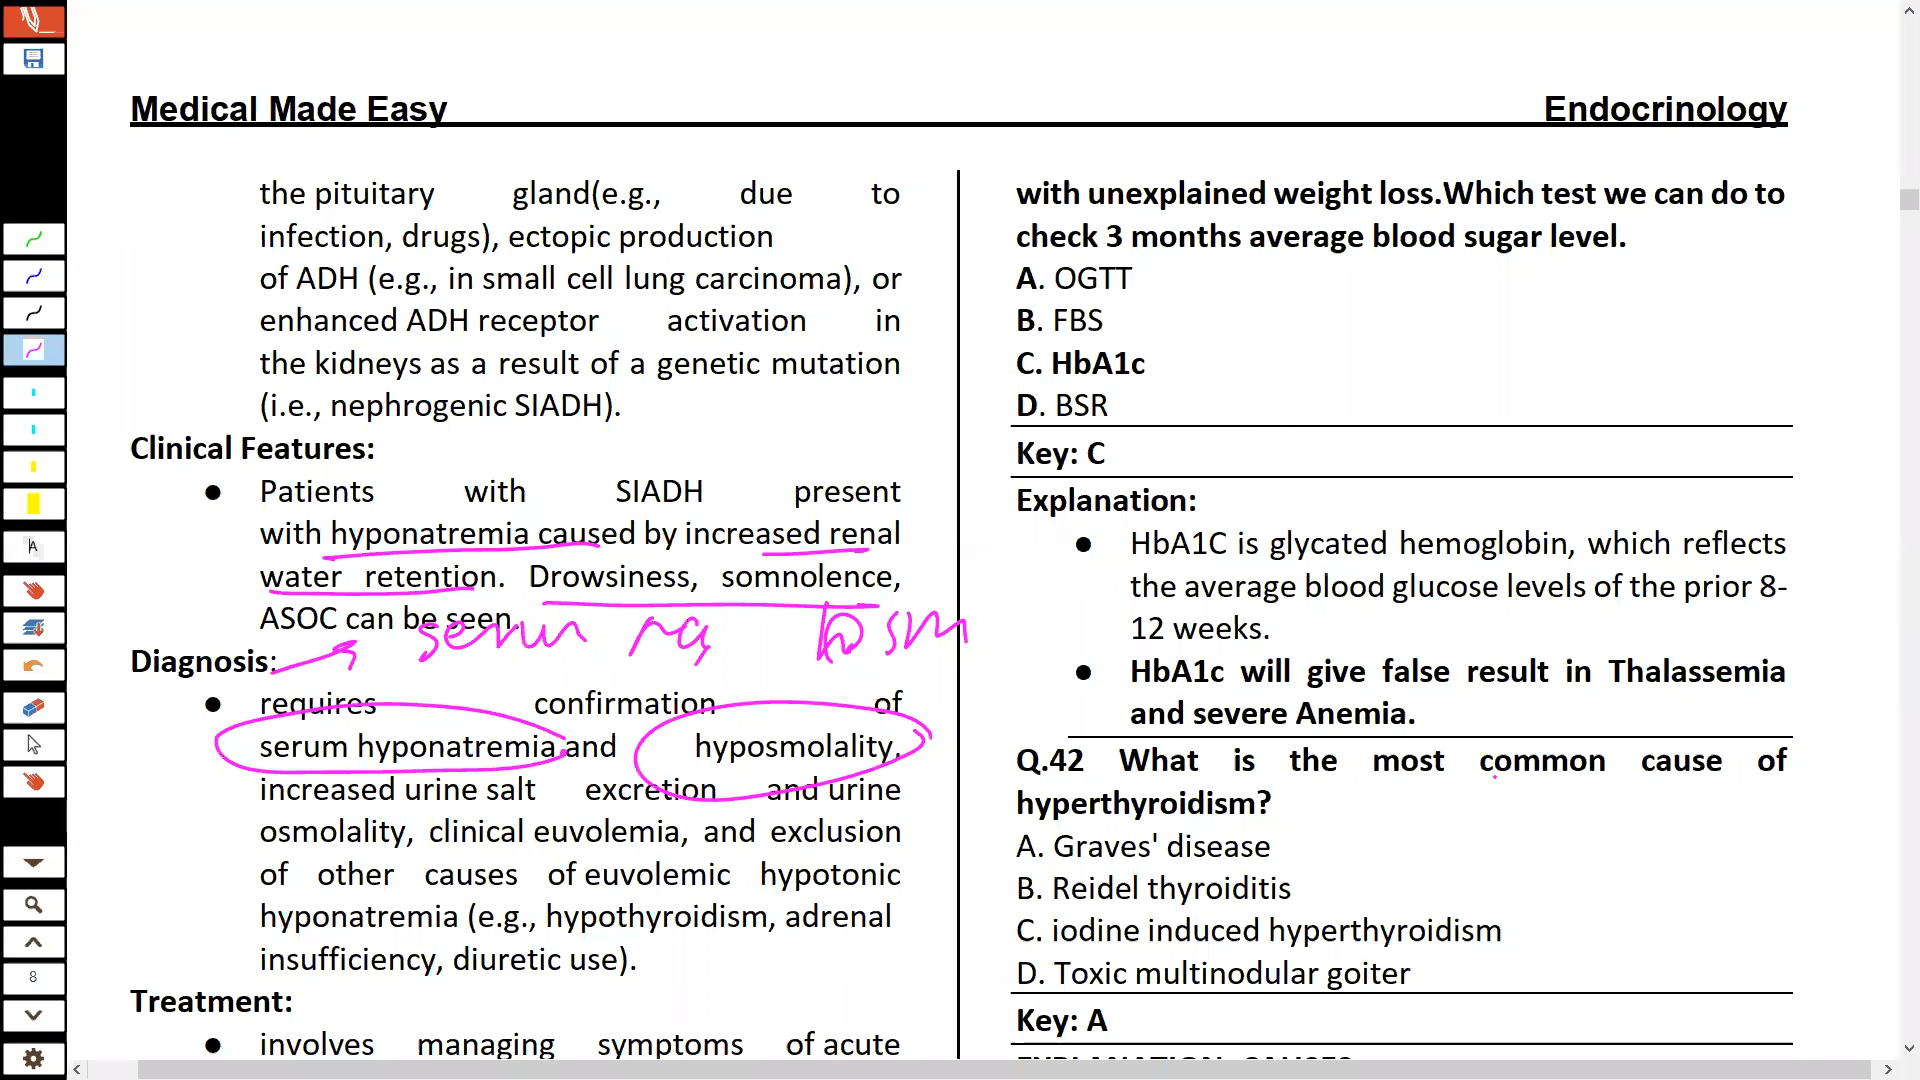 Medical Made Easy
Endocrinology
the pituitary gland(e.g., due to
infection, drugs), ectopic production
of ADH (e.g., in small cell lung carcinoma), or
enhanced ADH receptor activation in
the kidneys as a result of a genetic mutation
(i.e., nephrogenic SIADH).
Clinical Features:
● Patients with SIADH present
with hyponatremia caused by increased renal
water retention. Drowsiness, somnolence,
ASOC can be seen.
serum na osm
Diagnosis:
● requires confirmation of
serum hyponatremia and hyposmolality,
increased urine salt excretion and urine
osmolality, clinical euvolemia, and exclusion
of other causes of euvolemic hypotonic
hyponatremia (e.g., hypothyroidism, adrenal
insufficiency, diuretic use).
Treatment:
● involves managing symptoms of acute
with unexplained weight loss.Which test we can do to
check 3 months average blood sugar level.
A. OGTT
B. FBS
C. HbA1c
D. BSR
Key: C
Explanation:
● HbA1C is glycated hemoglobin, which reflects
the average blood glucose levels of the prior 8-
12 weeks.
● HbA1c will give false result in Thalassemia
and severe Anemia.
Q.42 What is the most common cause of
hyperthyroidism?
A. Graves' disease
B. Reidel thyroiditis
C. iodine induced hyperthyroidism
D. Toxic multinodular goiter
Key: A
8